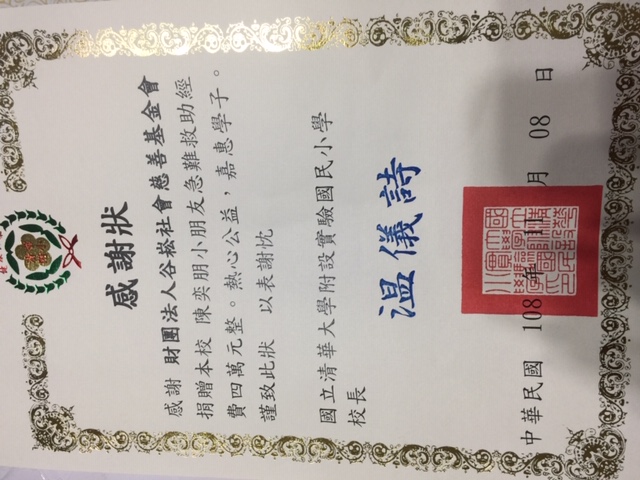 感謝狀
感謝 財團法人谷崧社會慈善基金會
捐贈本校 陳奕朋小朋友急難救助經
費四萬元整。熱心公益，嘉惠學子。
謹致此狀 以表謝忱
國立清華大學附設實驗國民小學
校長
溫儀詩
中華民國 108 年 11 月 08 日